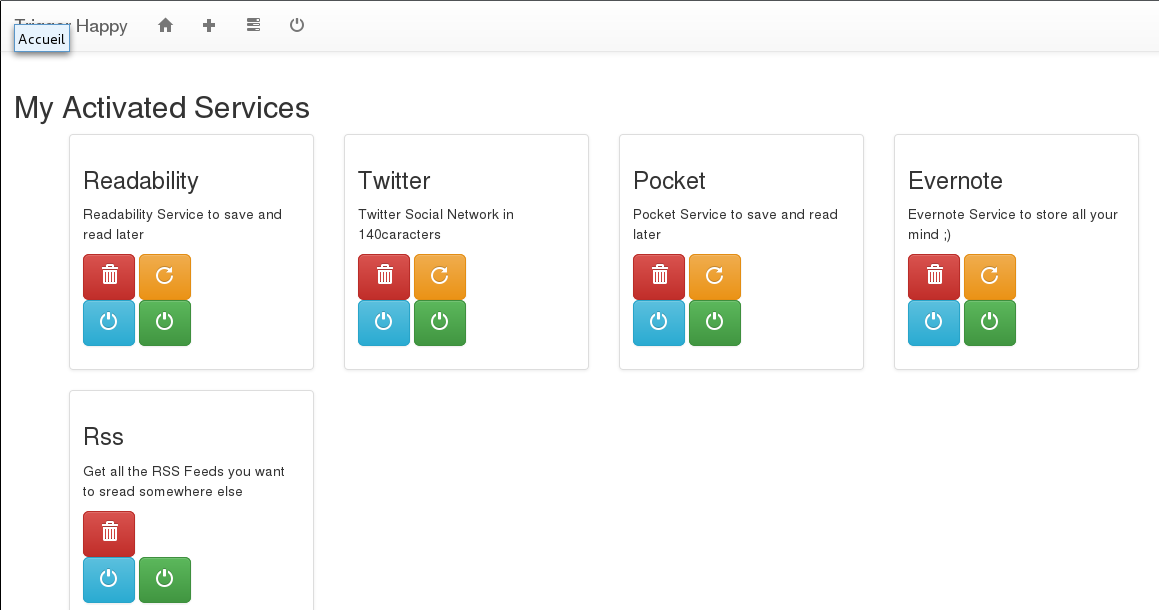 Trigger Happy
Accueil
My Activated Services
Readability
Readability Service to save and
read later
Twitter
Twitter Social Network in
140caracters
Pocket
Pocket Service to save and read
later
Evernote
Evernote Service to store all your
mind ;)
Rss
Get all the RSS Feeds you want
to sread somewhere else